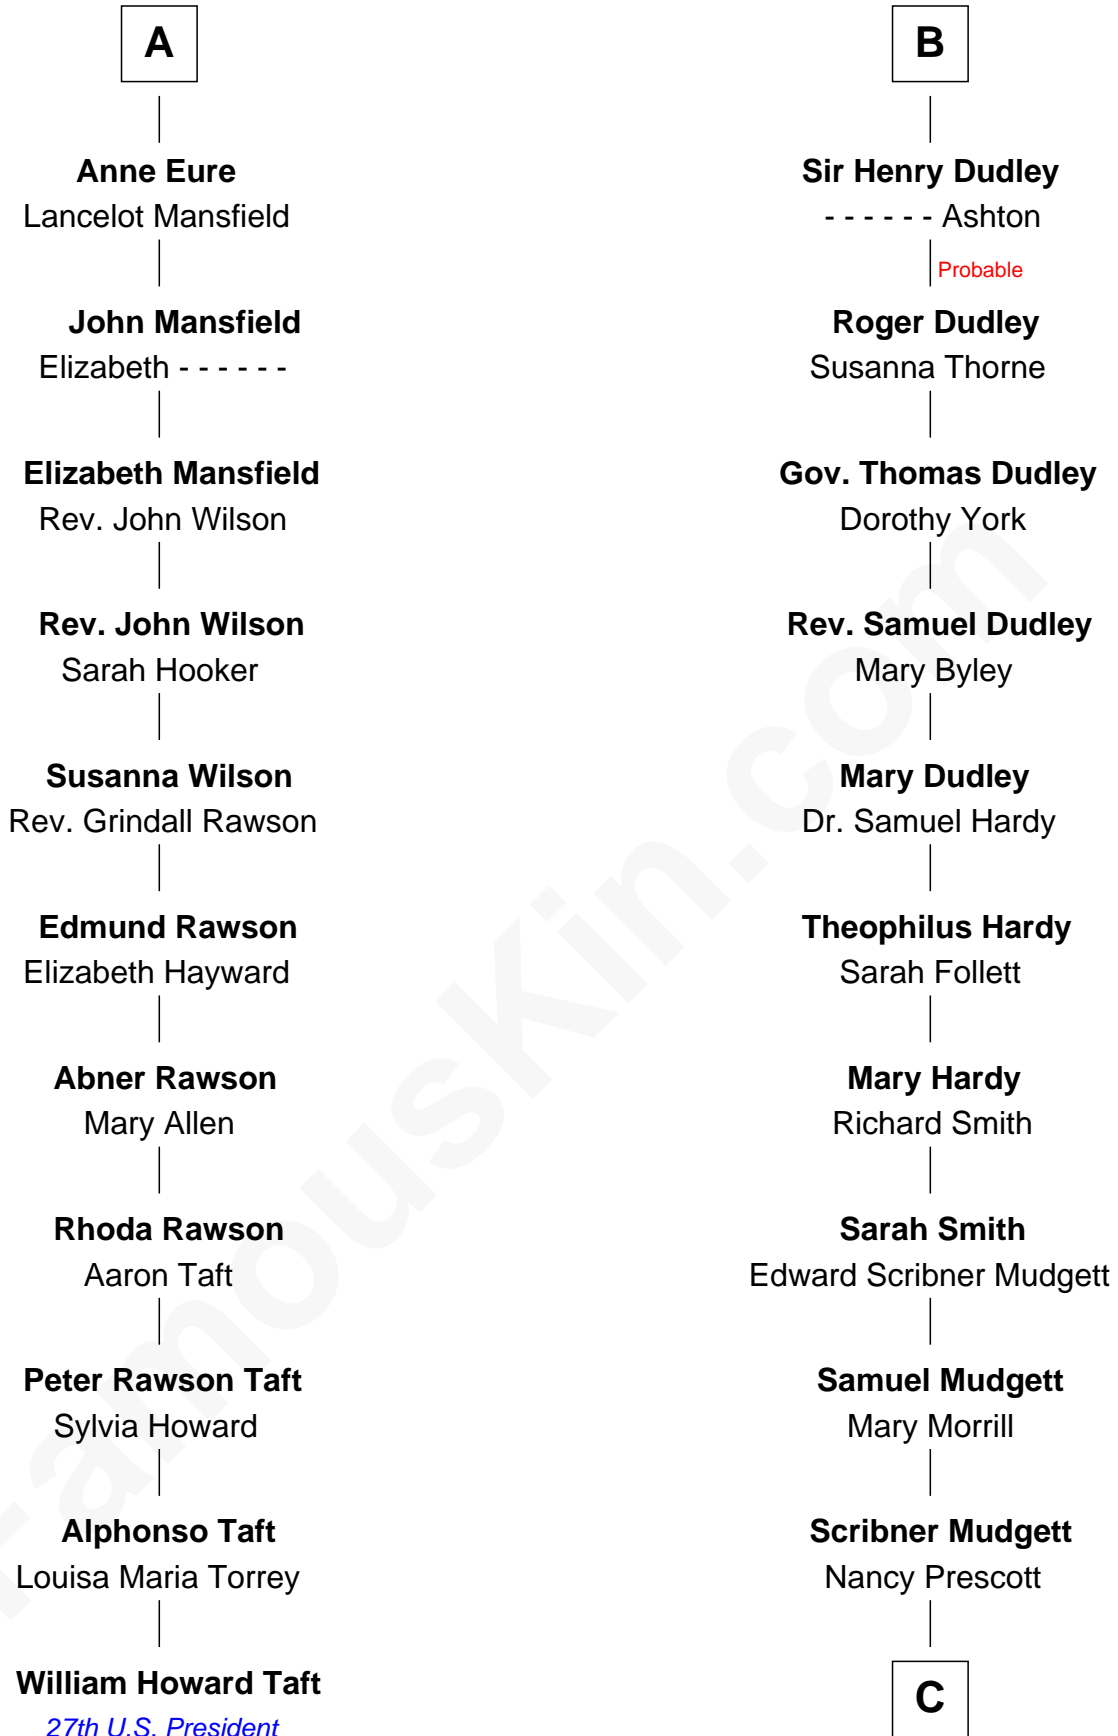 A
Anne Eure
Lancelot Mansfield
John Mansfield
Elizabeth - - - - - -
Elizabeth Mansfield
Rev. John Wilson
Rev. John Wilson
Sarah Hooker
Susanna Wilson
Rev. Grindall Rawson
Edmund Rawson
Elizabeth Hayward
Abner Rawson
Mary Allen
Rhoda Rawson
Aaron Taft
Peter Rawson Taft
Sylvia Howard
Alphonso Taft
Louisa Maria Torrey
William Howard Taft
27th U.S. President
B
Sir Henry Dudley
- - - - - - Ashton
Probable
Roger Dudley
Susanna Thorne
Gov. Thomas Dudley
Dorothy York
Rev. Samuel Dudley
Mary Byley
Mary Dudley
Dr. Samuel Hardy
Theophilus Hardy
Sarah Follett
Mary Hardy
Richard Smith
Sarah Smith
Edward Scribner Mudgett
Samuel Mudgett
Mary Morrill
Scribner Mudgett
Nancy Prescott
C
FamousKin.com